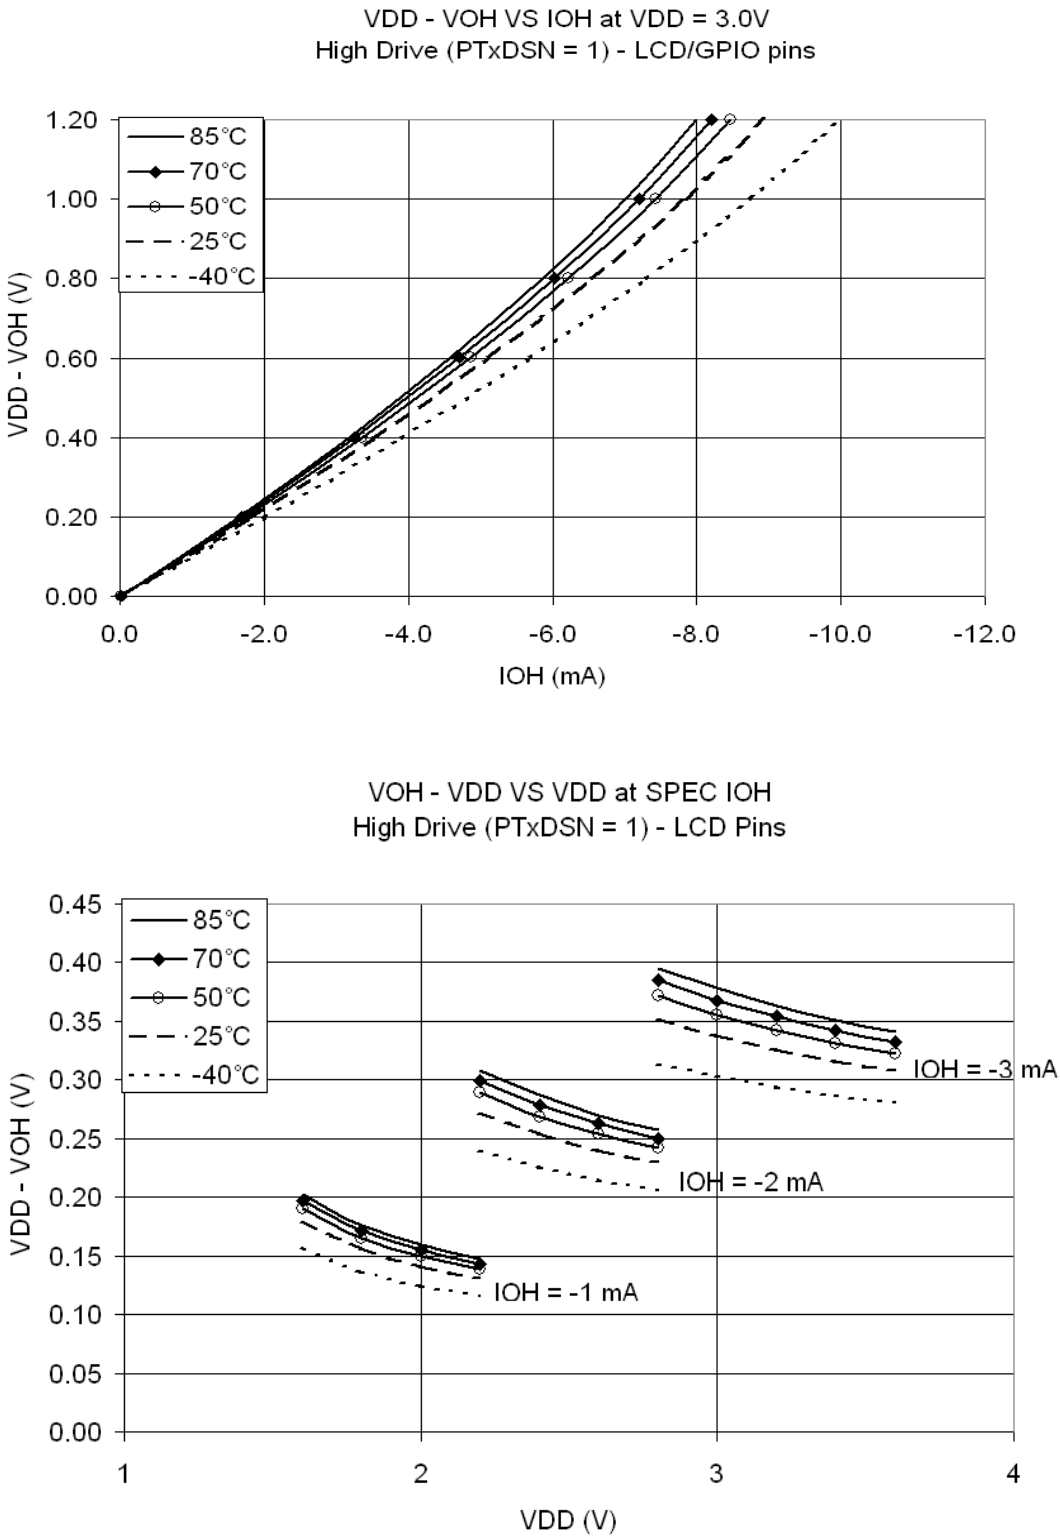 VDD - VOH VS IOH at VDD = 3.0V
High Drive (PTxDSN = 1) - LCD/GPIO pins
VDD - VOH (V)
1.20
1.00
0.80
0.60
0.40
0.20
0.00
85°C
70°C
50°C
25°C
-40°C
0.0 -2.0 -4.0 -6.0 -8.0 -10.0 -12.0
IOH (mA)
VOH - VDD VS VDD at SPEC IOH
High Drive (PTxDSN = 1) - LCD Pins
VDD - VOH (V)
0.45
0.40
0.35
0.30
0.25
0.20
0.15
0.10
0.05
0.00
85°C
70°C
50°C
25°C
-40°C
IOH = -3 mA
IOH = -2 mA
IOH = -1 mA
1 2 3 4
VDD (V)